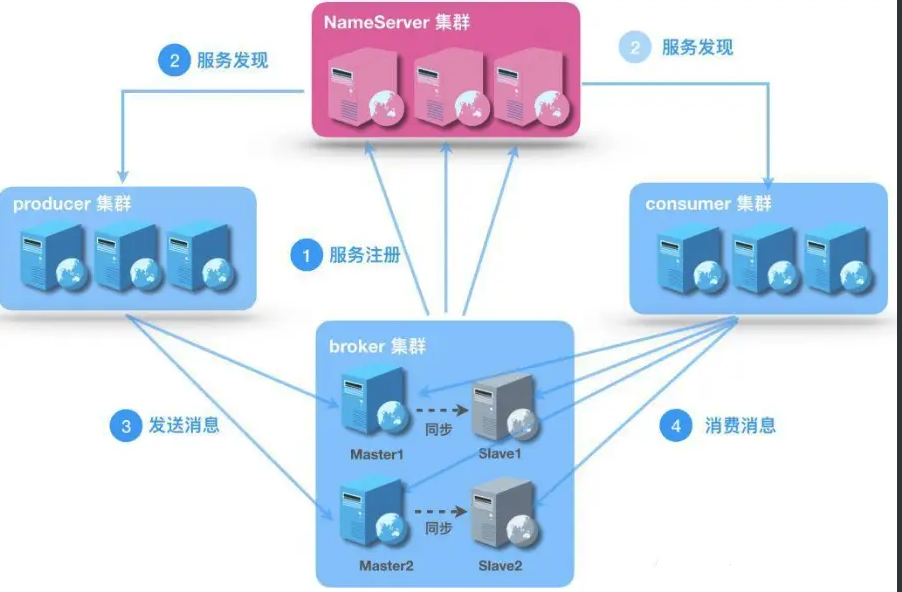 NameServer 集群
2 服务发现
2 服务发现
producer 集群
consumer 集群
1 服务注册
broker 集群
3 发送消息
同步
4 消费消息
Master1
Slave1
同步
Master2
Slave2